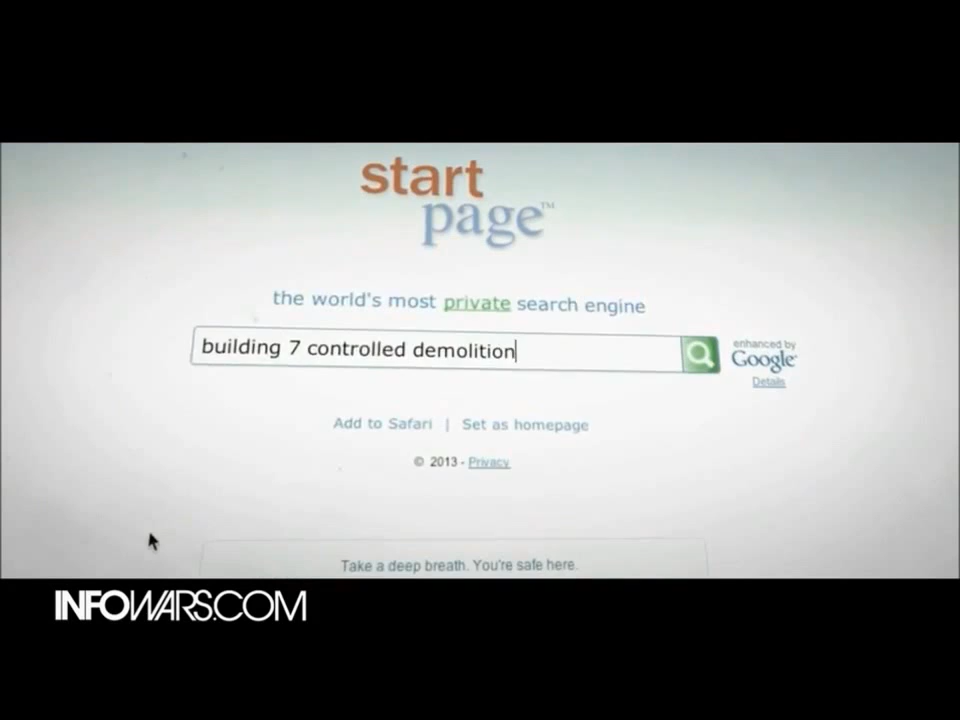 start
page™
the world's most private search engine
building 7 controlled demolition
enhanced by
Google
Details
Add to Safari | Set as homepage
© 2013 - Privacy
Take a deep breath. You're safe here.
INFOWARS.COM